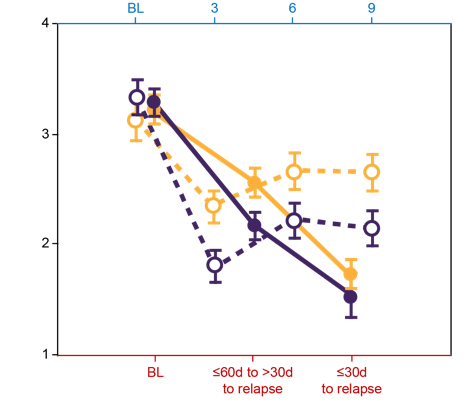 BL 3 6 9
4
3
2
1
BL ≤60d to >30d ≤30d
to relapse to relapse